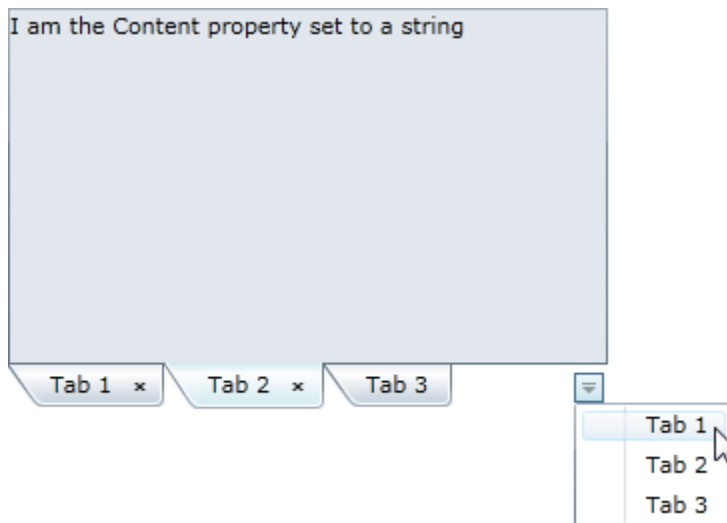 I am the Content property set to a string
Tab 1 × Tab 2 × Tab 3
Tab 1
Tab 2
Tab 3